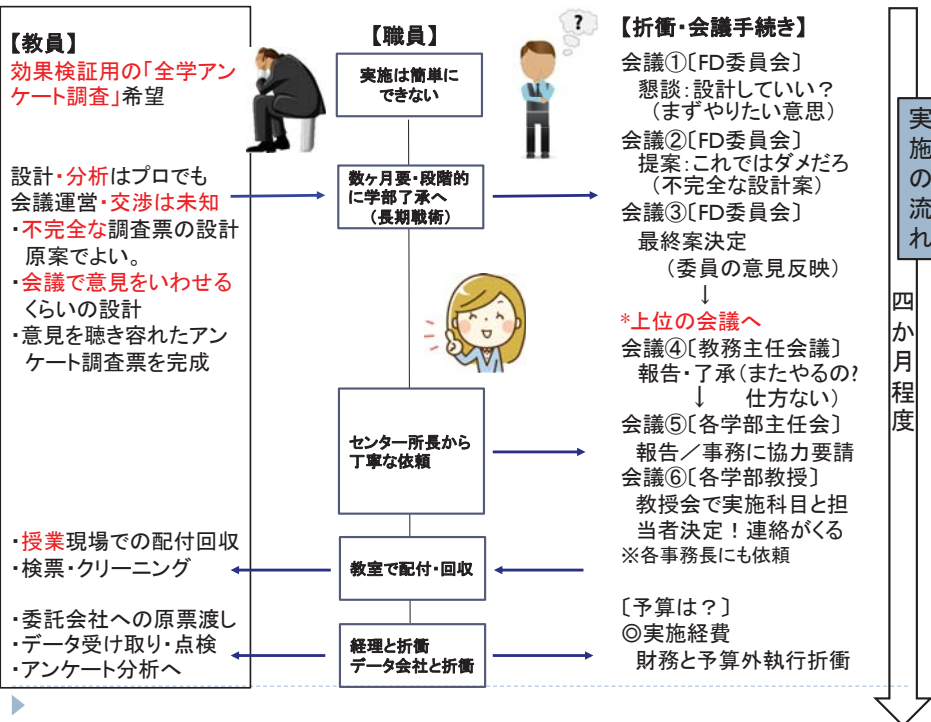 【教員】
効果検証用の「全学アン
ケート調査」希望
設計・分析はプロでも
会議運営・交渉は未知
・不完全な調査票の設計
原案でよい。
・会議で意見をいわせる
くらいの設計
・意見を聴き容れたアン
ケート調査票を完成
・授業現場での配付回収
・検票・クリーニング
・委託会社への原票渡し
・データ受け取り・点検
・アンケート分析へ
【職員】
実施は簡単に
できない
数ヶ月要・段階的
に学部了承へ
（長期戦術）
センター所長から
丁寧な依頼
教室で配付・回収
経理と折衝
データ会社と折衝
?
【折衝・会議手続き】
会議①〔FD委員会〕
懇談：設計していい？
（まずやりたい意思）
会議②〔FD委員会〕
提案：これではダメだろ
（不完全な設計案）
会議③〔FD委員会〕
最終案決定
（委員の意見反映）
↓
*上位の会議へ
会議④〔教務主任会議〕
報告・了承（またやるの?
↓　仕方ない）
会議⑤〔各学部主任会〕
報告／事務に協力要請
会議⑥〔各学部教授〕
教授会で実施科目と担
当者決定！連絡がくる
※各事務長にも依頼
〔予算は？〕
◎実施経費
財務と予算外執行折衝
実施の流れ
四か月程度